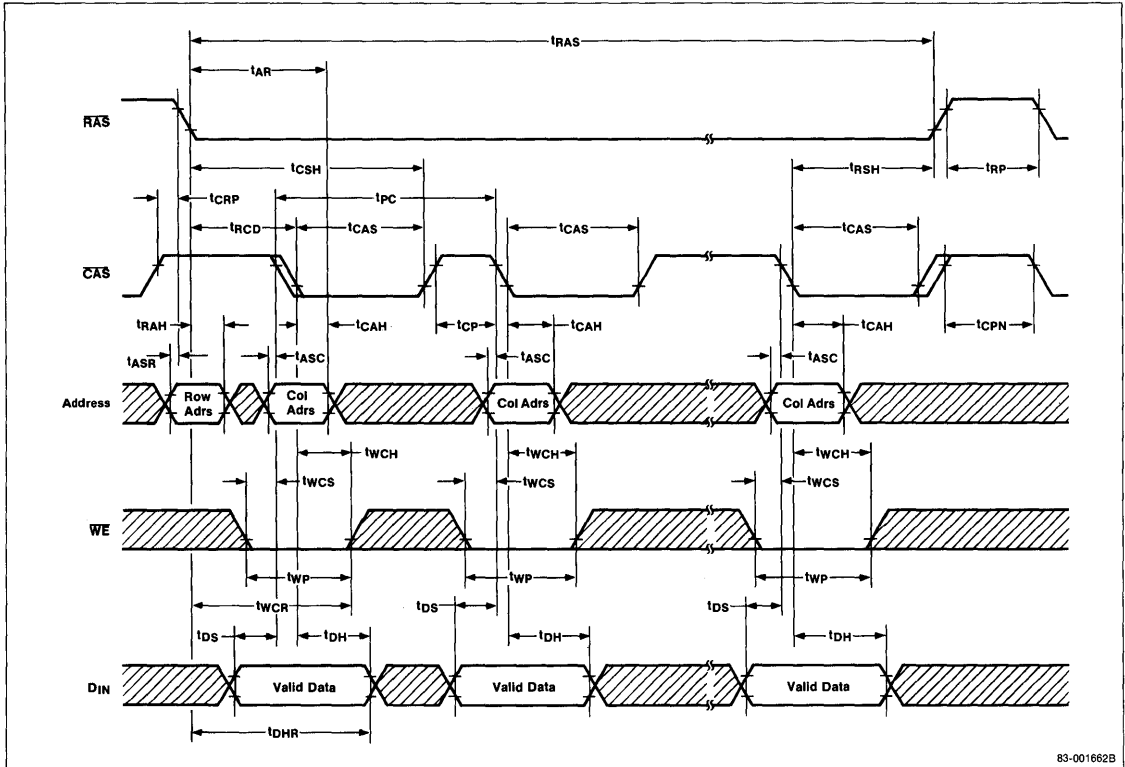 tRAS
tAR
RAS
tCSH
tRSH
tRP
tCRP
tPC
tRCD
tCAS
tCAS
tCAS
CAS
tRAH
tCAH
tCP
tCAH
tCAH
tCPN
tASR
tASC
tASC
tASC
Address
Row Adrs
Col Adrs
Col Adrs
Col Adrs
tWCH
tWCH
tWCH
tWCS
tWCS
tWCS
WE
tWP
tWP
tWP
tWCR
tDS
tDS
tDS
tDH
tDH
tDH
DIN
Valid Data
Valid Data
Valid Data
tDHR
83-001662B